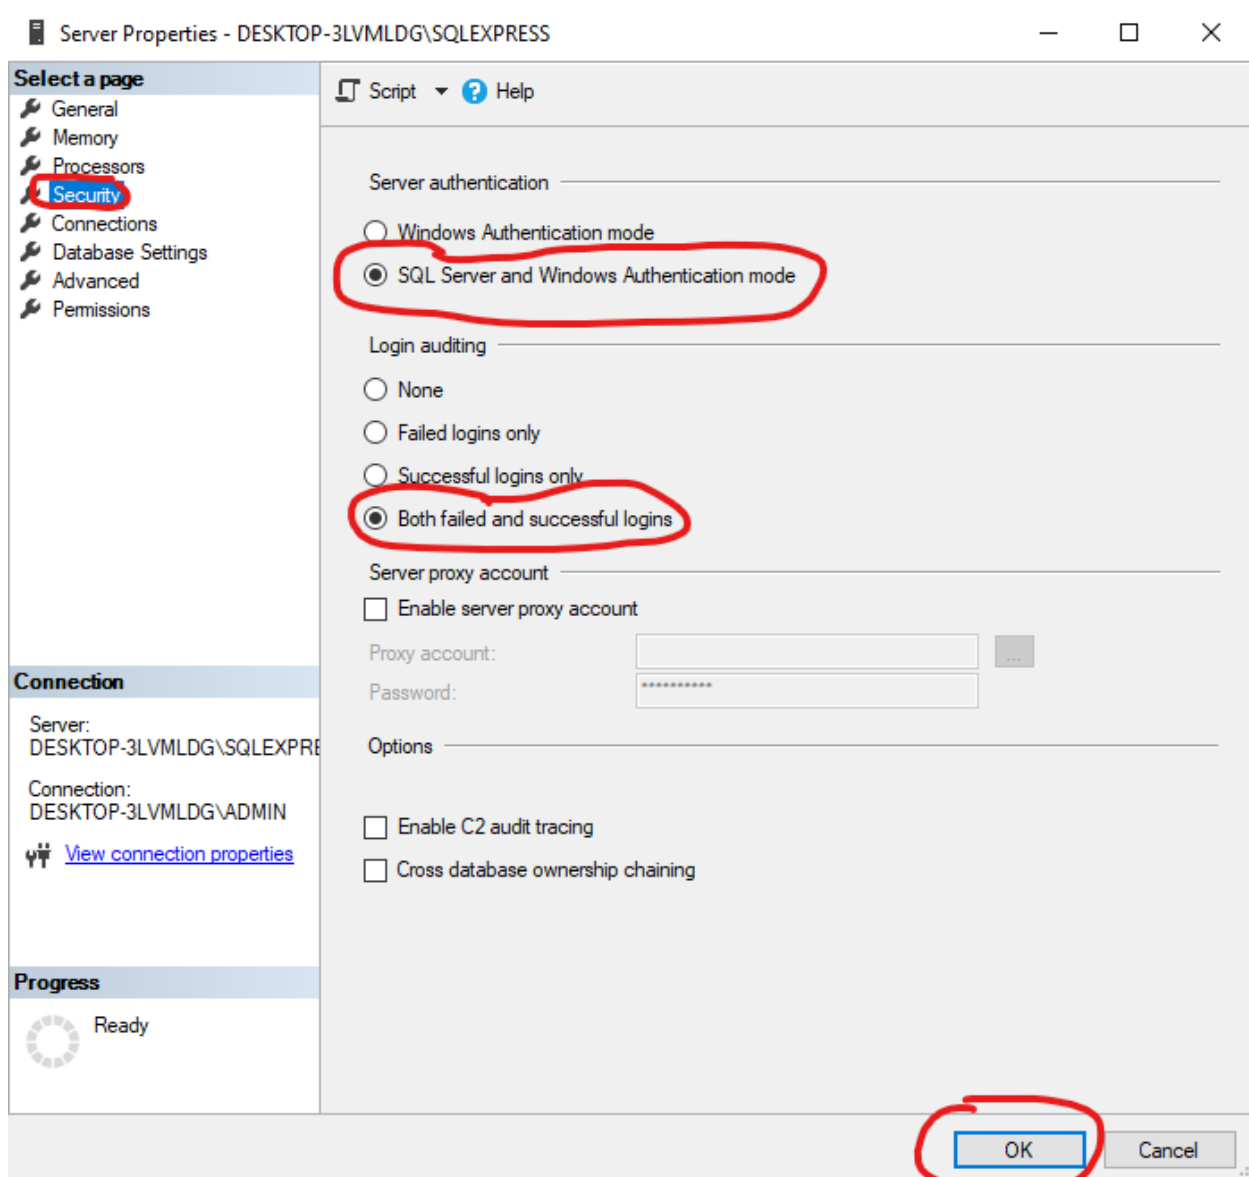 Server Properties - DESKTOP-3LVMLDG\SQLEXPRESS
Select a page
General
Memory
Processors
Security
Connections
Database Settings
Advanced
Permissions
Connection
Server:
DESKTOP-3LVMLDG\SQLEXPRE
Connection:
DESKTOP-3LVMLDG\ADMIN
View connection properties
Progress
Ready
Script
Help
Server authentication
Windows Authentication mode
SQL Server and Windows Authentication mode
Login auditing
None
Failed logins only
Successful logins only
Both failed and successful logins
Server proxy account
Enable server proxy account
Proxy account:
...
Password:
**********
Options
Enable C2 audit tracing
Cross database ownership chaining
OK
Cancel